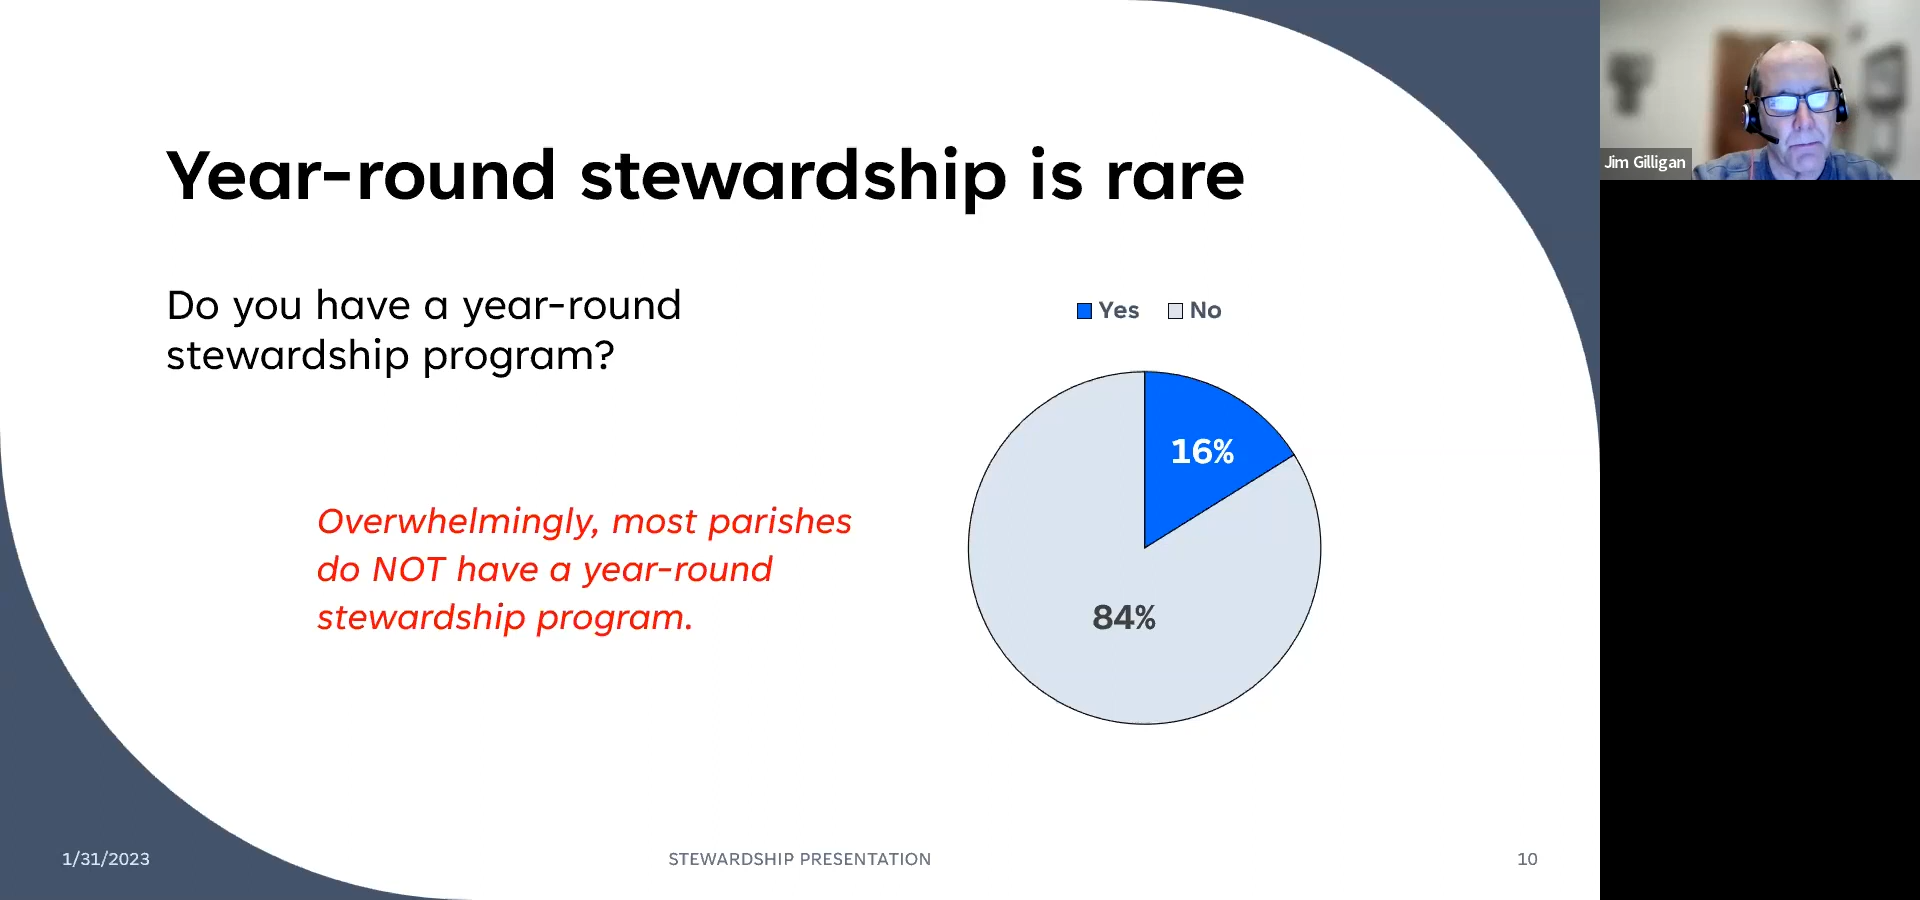 Year-round stewardship is rare
Do you have a year-round
stewardship program?
Overwhelmingly, most parishes
do NOT have a year-round
stewardship program.
Yes No
16%
84%
1/31/2023
STEWARDSHIP PRESENTATION
10
Jim Gilligan